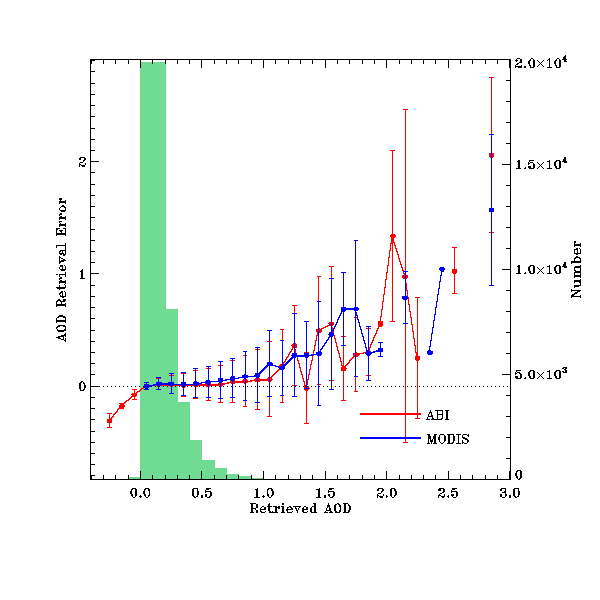 2.0×10⁴
2
1.5×10⁴
AOD Retrieval Error
Number
1
1.0×10⁴
0
5.0×10³
ABI
MODIS
0
0.0 0.5 1.0 1.5 2.0 2.5 3.0
Retrieved AOD